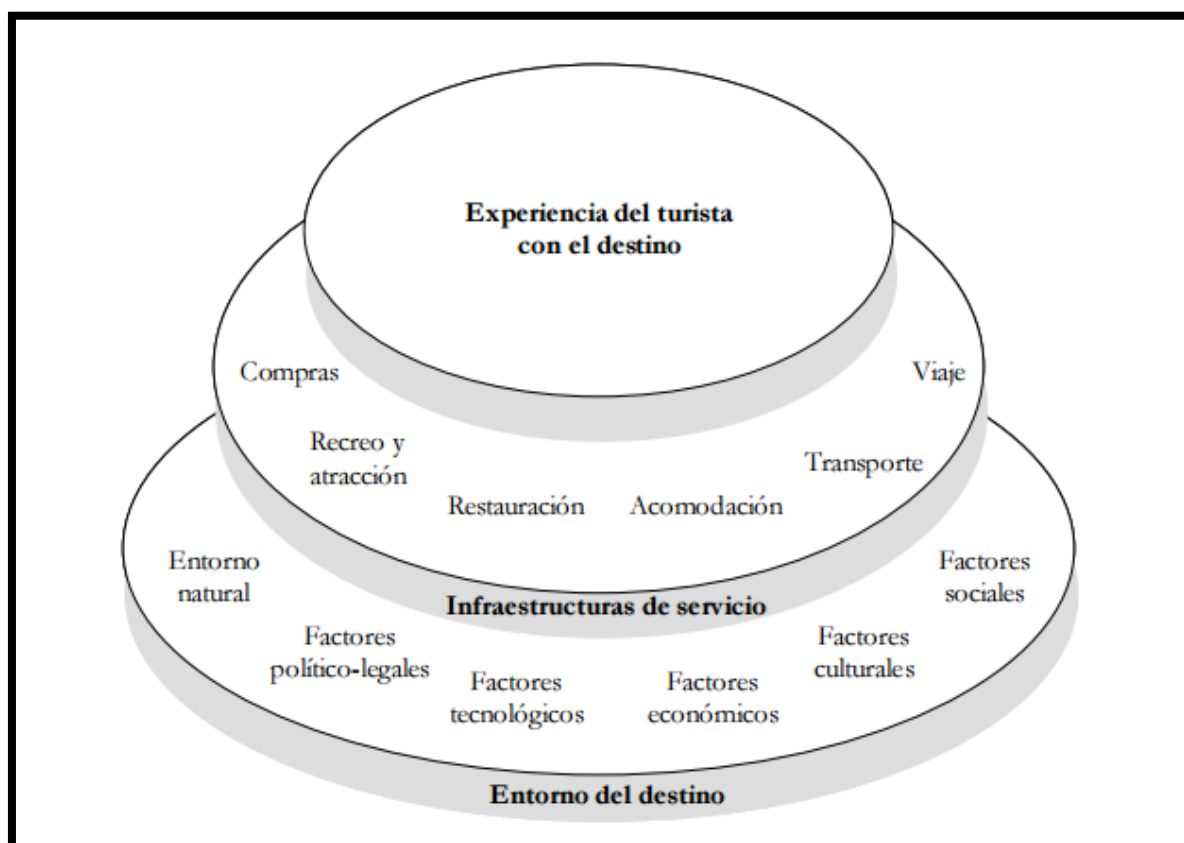 Experiencia del turista
con el destino
Compras
Viaje
Recreo y
atracción
Transporte
Restauración
Acomodación
Infraestructuras de servicio
Entorno
natural
Factores
sociales
Factores
político-legales
Factores
culturales
Factores
tecnológicos
Factores
económicos
Entorno del destino